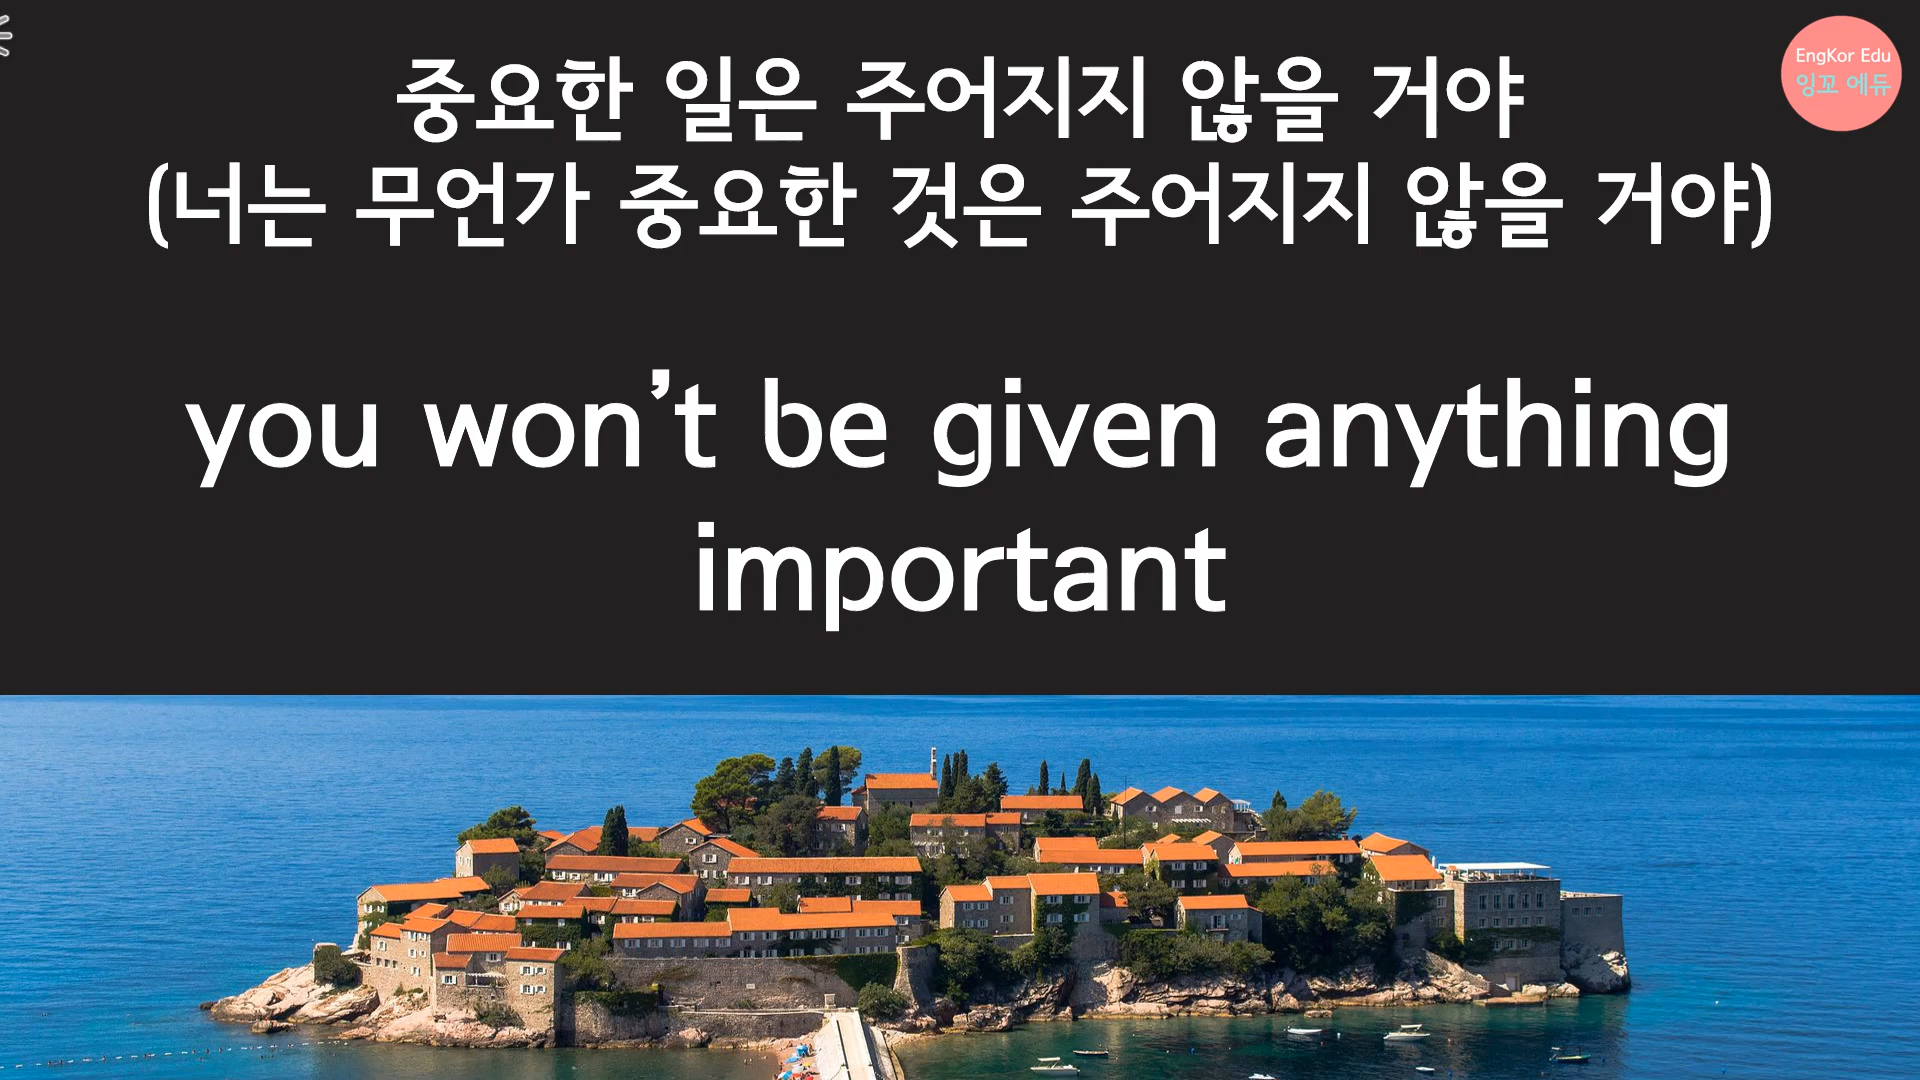 중요한 일은 주어지지 않을 거야
(너는 무언가 중요한 것은 주어지지 않을 거야)
you won’t be given anything
important
EngKor Edu
잉꼬 에듀